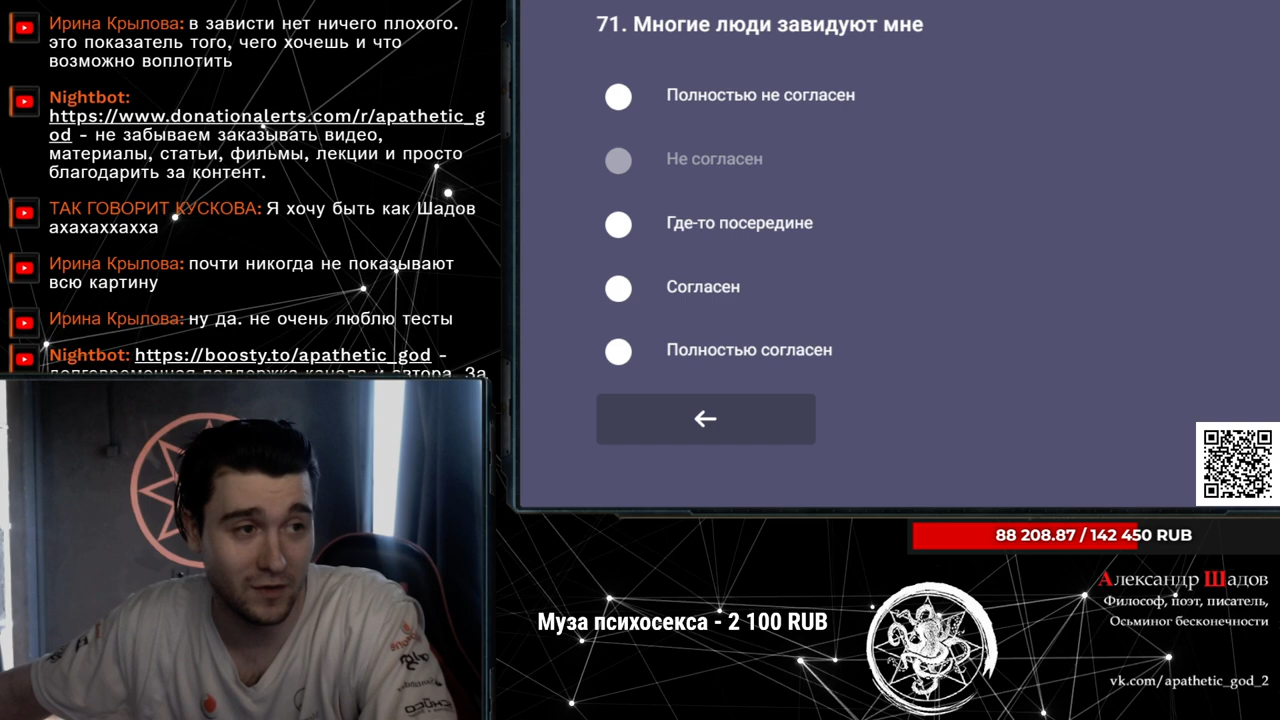 Ирина Крылова: в зависти нет ничего плохого.
это показатель того, чего хочешь и что
возможно воплотить
Nightbot:
https://www.donationalerts.com/r/apathetic_g
od - не забываем заказывать видео,
материалы, статьи, фильмы, лекции и просто
благодарить за контент.
ТАК ГОВОРИТ КУСКОВА: Я хочу быть как Шадов
ахахаххахха
Ирина Крылова: почти никогда не показывают
всю картину
Ирина Крылова: ну да. не очень люблю тесты
Nightbot: https://boosty.to/apathetic_god -
долговременная поддержка канала и автора. За
71. Многие люди завидуют мне
Полностью не согласен
Не согласен
Где-то посередине
Согласен
Полностью согласен
88 208.87 / 142 450 RUB
Муза психосекса - 2 100 RUB
Александр Шадов
Философ, поэт, писатель,
Осьминог бесконечности
vk.com/apathetic_god_2